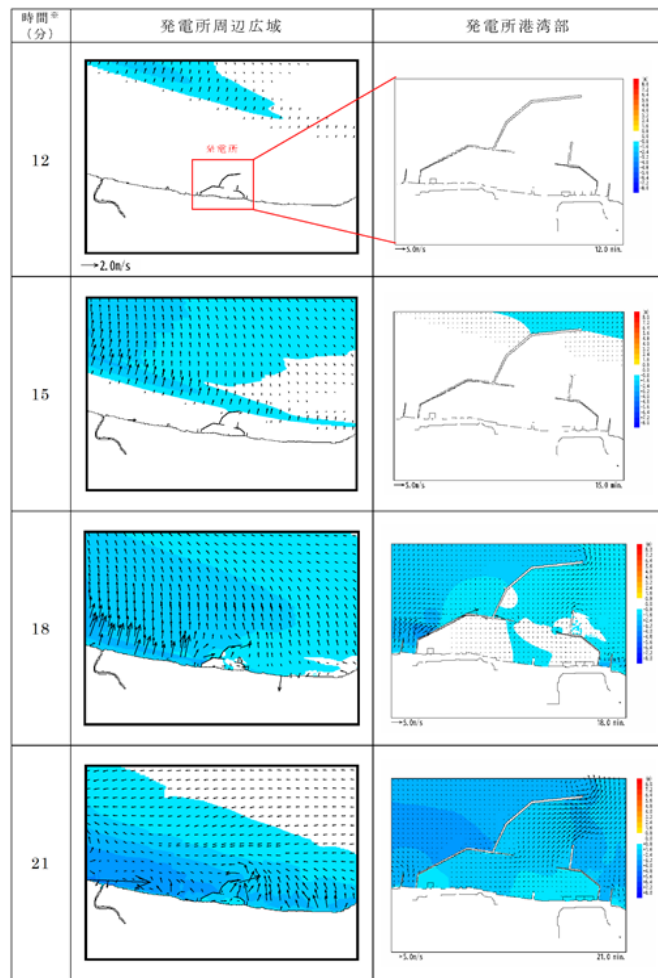 時間※
(分)
発電所周辺広域
発電所港湾部
12
発電所
→2.0m/s
→5.0m/s
12.0 min.
15
→5.0m/s
15.0 min.
18
→5.0m/s
18.0 min.
21
→5.0m/s
21.0 min.